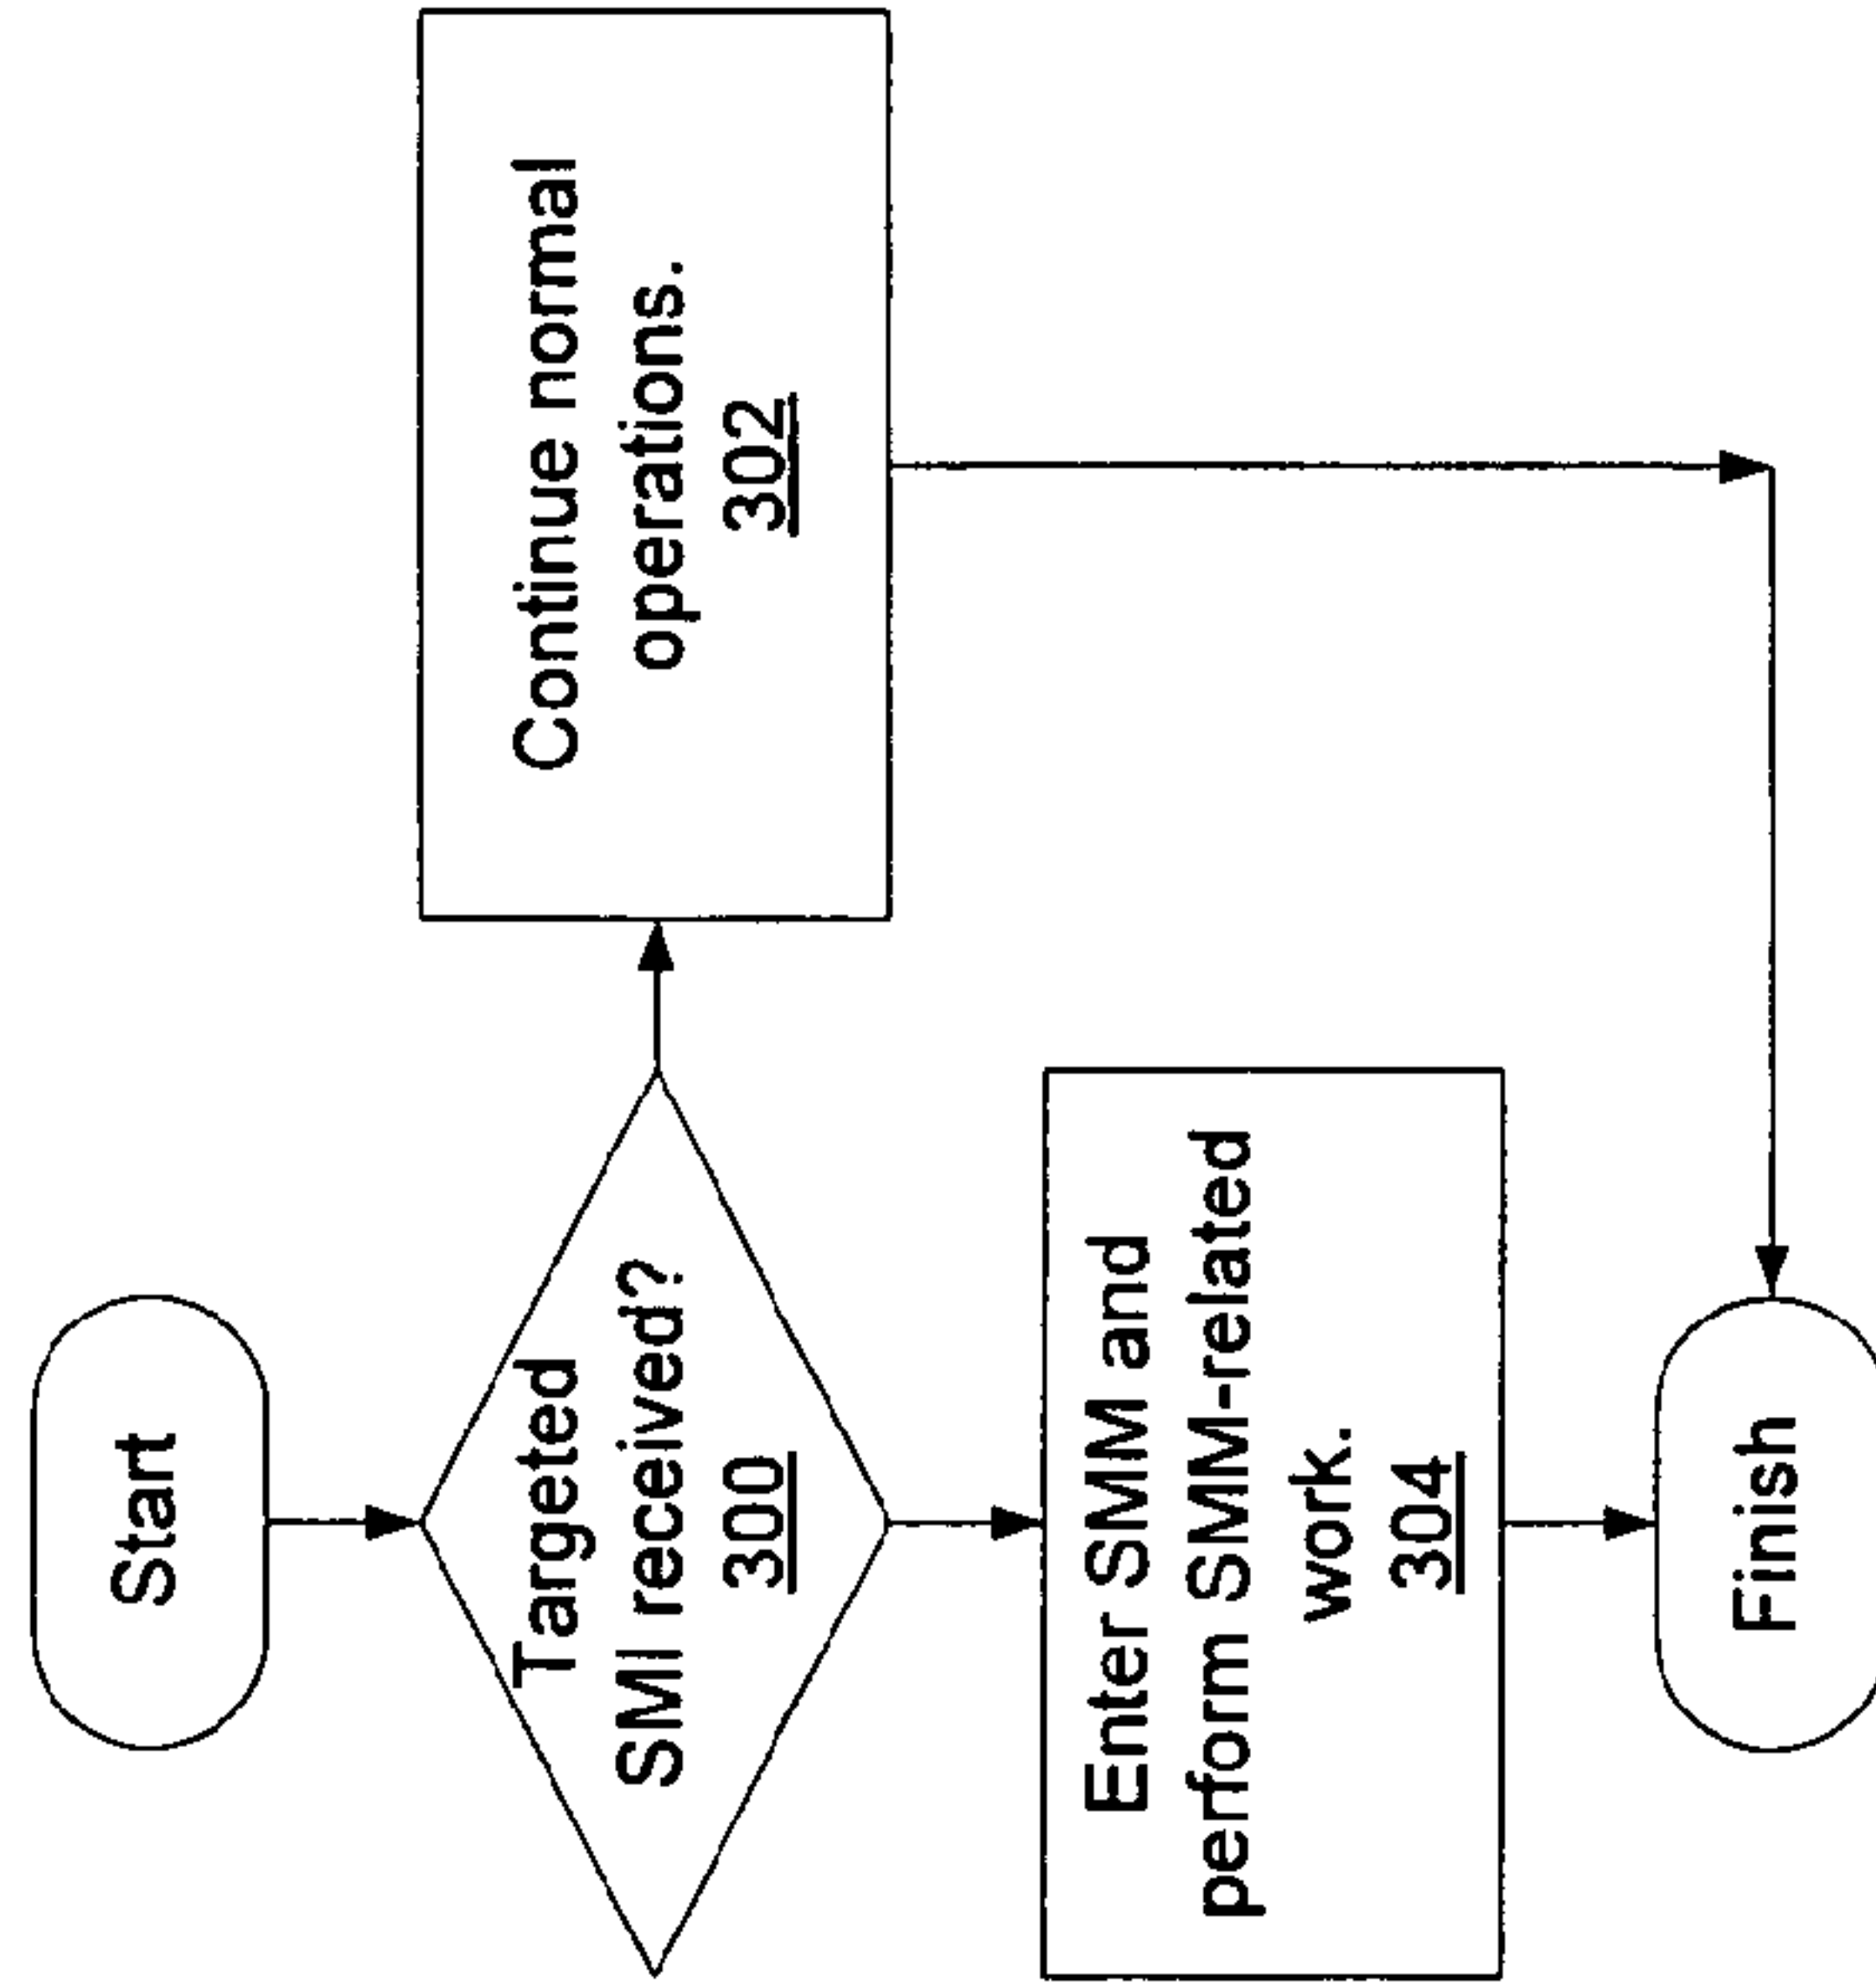 Start
Targeted
SMI received?
300
Continue normal
operations.
302
Enter SMM and
perform SMM-related
work.
304
Finish